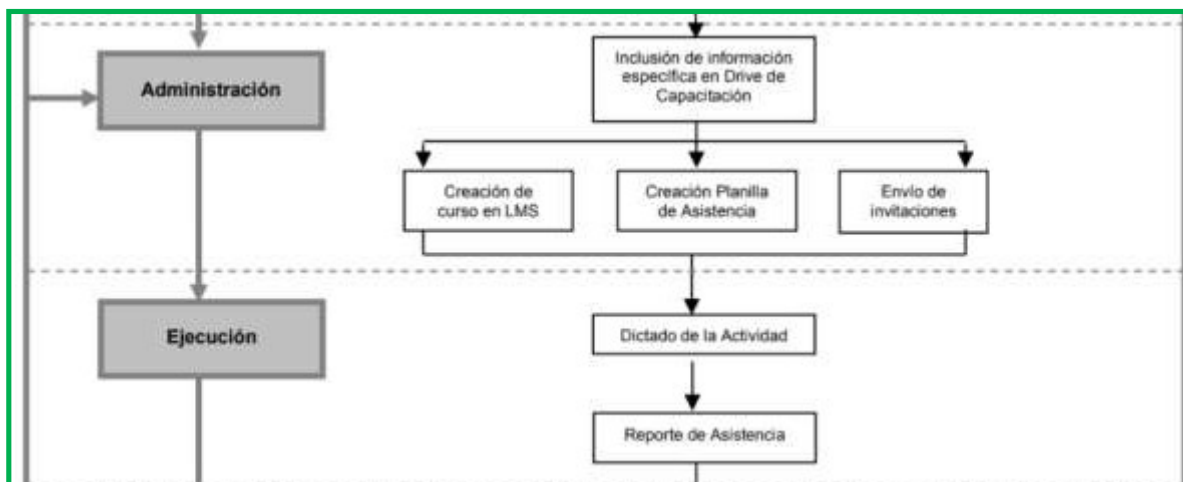 Administración
Inclusión de información
específica en Drive de
Capacitación
Creación de
curso en LMS
Creación Planilla
de Asistencia
Envío de
invitaciones
Ejecución
Dictado de la Actividad
Reporte de Asistencia